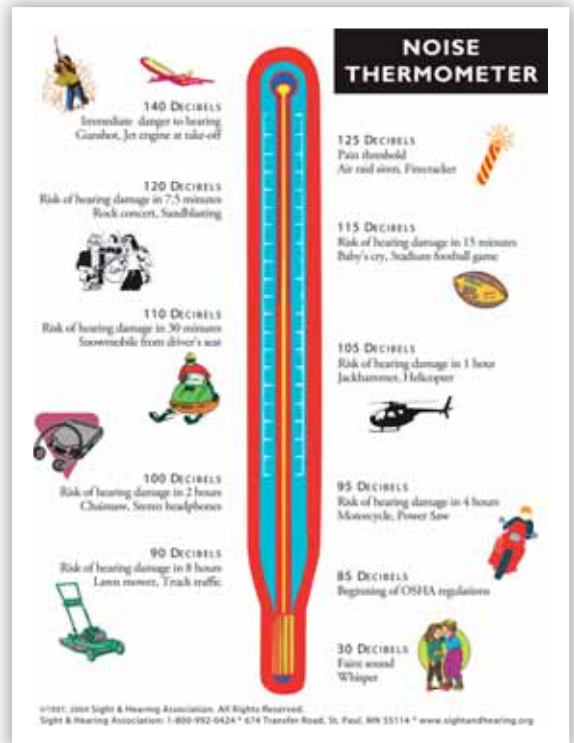 NOISE
THERMOMETER
140 DECIBELS
Immediate danger to hearing
Gunshot, Jet engine at take-off
125 DECIBELS
Pain threshold
Air raid siren, Firecracker
120 DECIBELS
Risk of hearing damage in 7.5 minutes
Rock concert, Sandblasting
115 DECIBELS
Risk of hearing damage in 15 minutes
Baby's cry, Stadium football game
110 DECIBELS
Risk of hearing damage in 30 minutes
Snowmobile from driver's seat
105 DECIBELS
Risk of hearing damage in 1 hour
Jackhammer, Helicopter
100 DECIBELS
Risk of hearing damage in 2 hours
Chainsaw, Stereo headphones
95 DECIBELS
Risk of hearing damage in 4 hours
Motorcycle, Power Saw
90 DECIBELS
Risk of hearing damage in 8 hours
Lawn mower, Truck traffic
85 DECIBELS
Beginning of OSHA regulations
30 DECIBELS
Faint sound
Whisper
©1997, 2004 Sight & Hearing Association. All Rights Reserved.
Sight & Hearing Association: 1-800-992-0424 * 674 Transfer Road, St. Paul, MN 55114 * www.sightandhearing.org